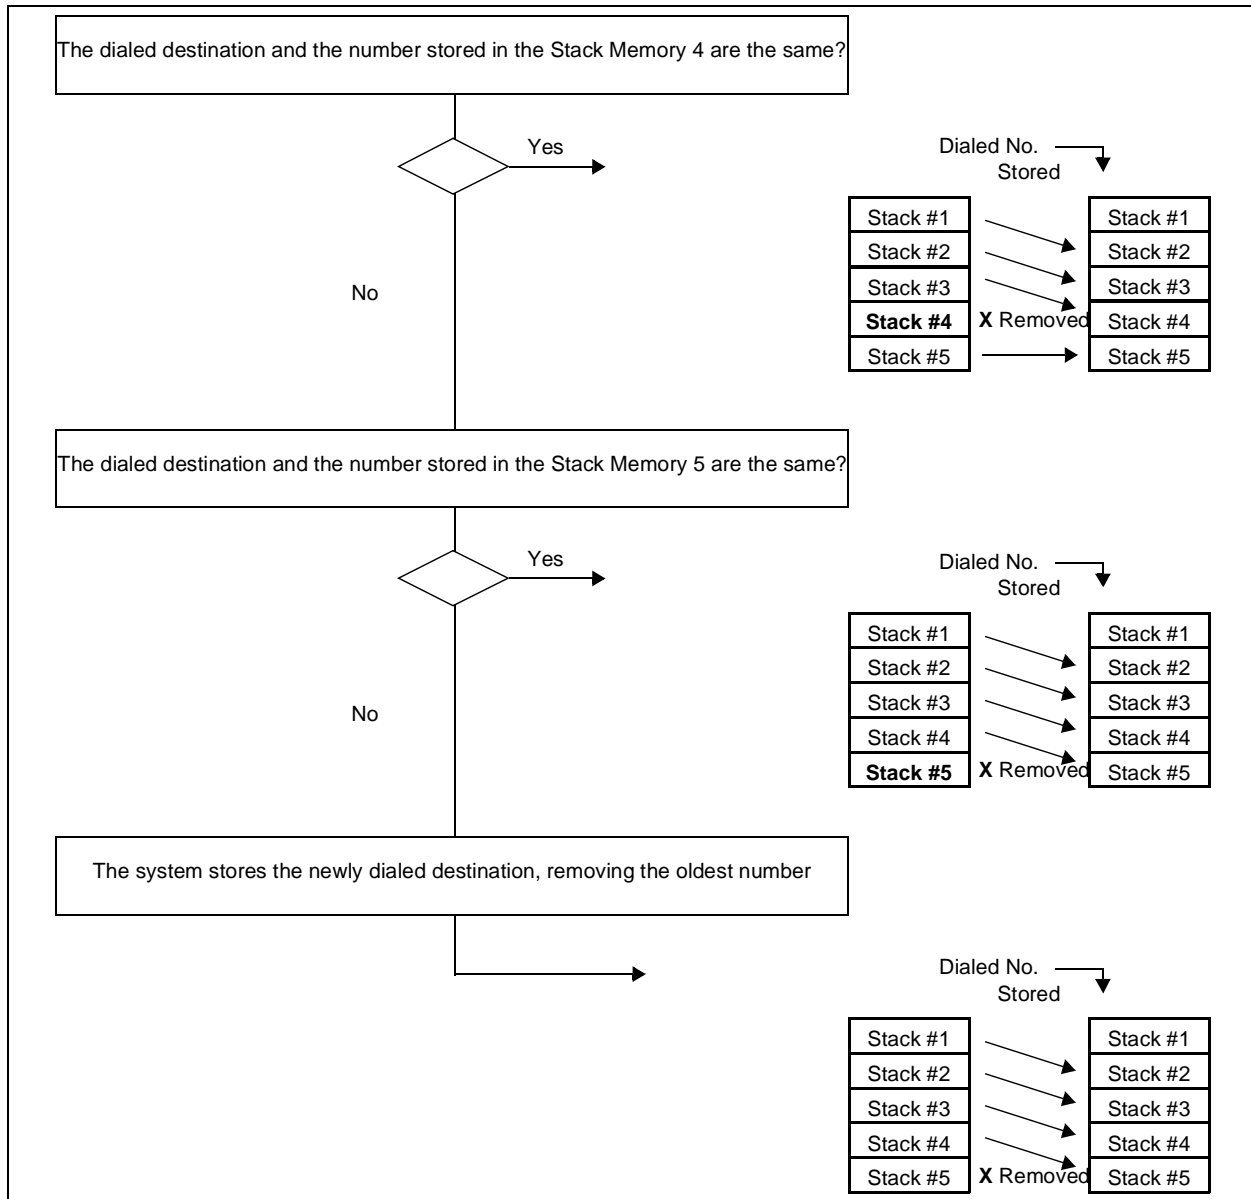 The dialed destination and the number stored in the Stack Memory 4 are the same?
Yes
No
Dialed No.
Stored
Stack #1 Stack #1
Stack #2 Stack #2
Stack #3 Stack #3
Stack #4 X Removed Stack #4
Stack #5 Stack #5
The dialed destination and the number stored in the Stack Memory 5 are the same?
Yes
No
Dialed No.
Stored
Stack #1 Stack #1
Stack #2 Stack #2
Stack #3 Stack #3
Stack #4 Stack #4
Stack #5 X Removed Stack #5
The system stores the newly dialed destination, removing the oldest number
Dialed No.
Stored
Stack #1 Stack #1
Stack #2 Stack #2
Stack #3 Stack #3
Stack #4 Stack #4
Stack #5 X Removed Stack #5